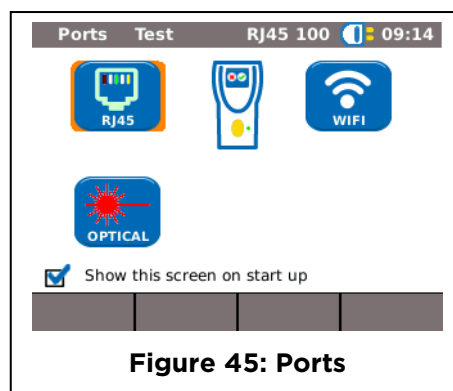 Ports Test RJ45 100 09:14
RJ45
WIFI
OPTICAL
Show this screen on start up
Figure 45: Ports